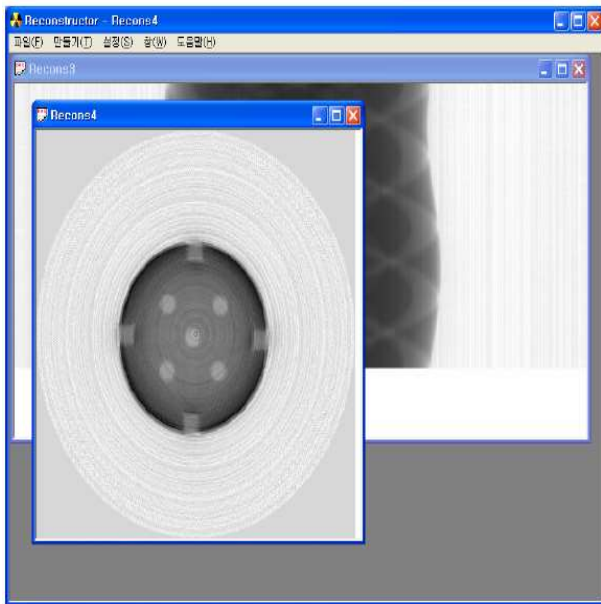 Reconstructor - Recons4
파일(F) 만들기(T) 설정(S) 창(W) 도움말(H)
Recons3
Recons4